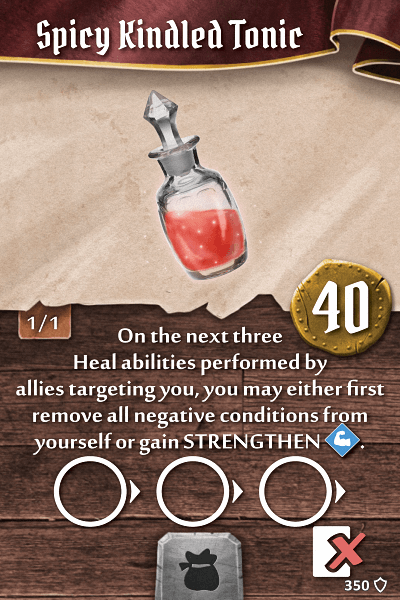 Spicy Kindled Tonic
40
1/1
On the next three
Heal abilities performed by
allies targeting you, you may either first
remove all negative conditions from
yourself or gain STRENGTHEN .
350